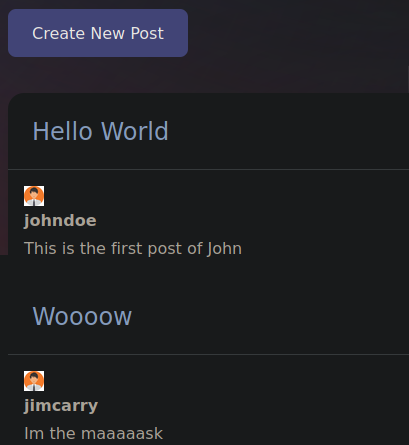 Create New Post
Hello World
johndoe
This is the first post of John
Woooow
jimcarry
Im the maaaaask